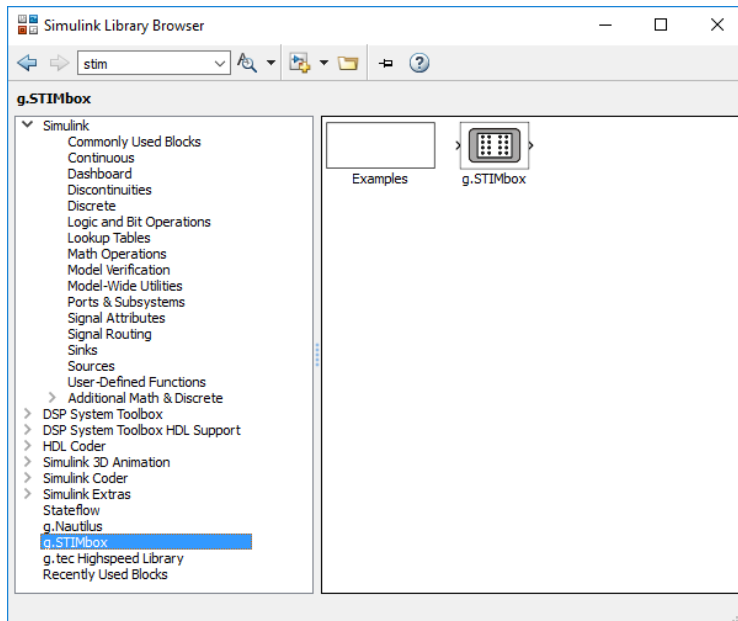 Simulink Library Browser
stim
g.STIMbox
Simulink
Commonly Used Blocks
Continuous
Dashboard
Discontinuities
Discrete
Logic and Bit Operations
Lookup Tables
Math Operations
Model Verification
Model-Wide Utilities
Ports & Subsystems
Signal Attributes
Signal Routing
Sinks
Sources
User-Defined Functions
Additional Math & Discrete
DSP System Toolbox
DSP System Toolbox HDL Support
HDL Coder
Simulink 3D Animation
Simulink Coder
Simulink Extras
Stateflow
g.Nautilus
g.STIMbox
g.tec Highspeed Library
Recently Used Blocks
Examples
g.STIMbox